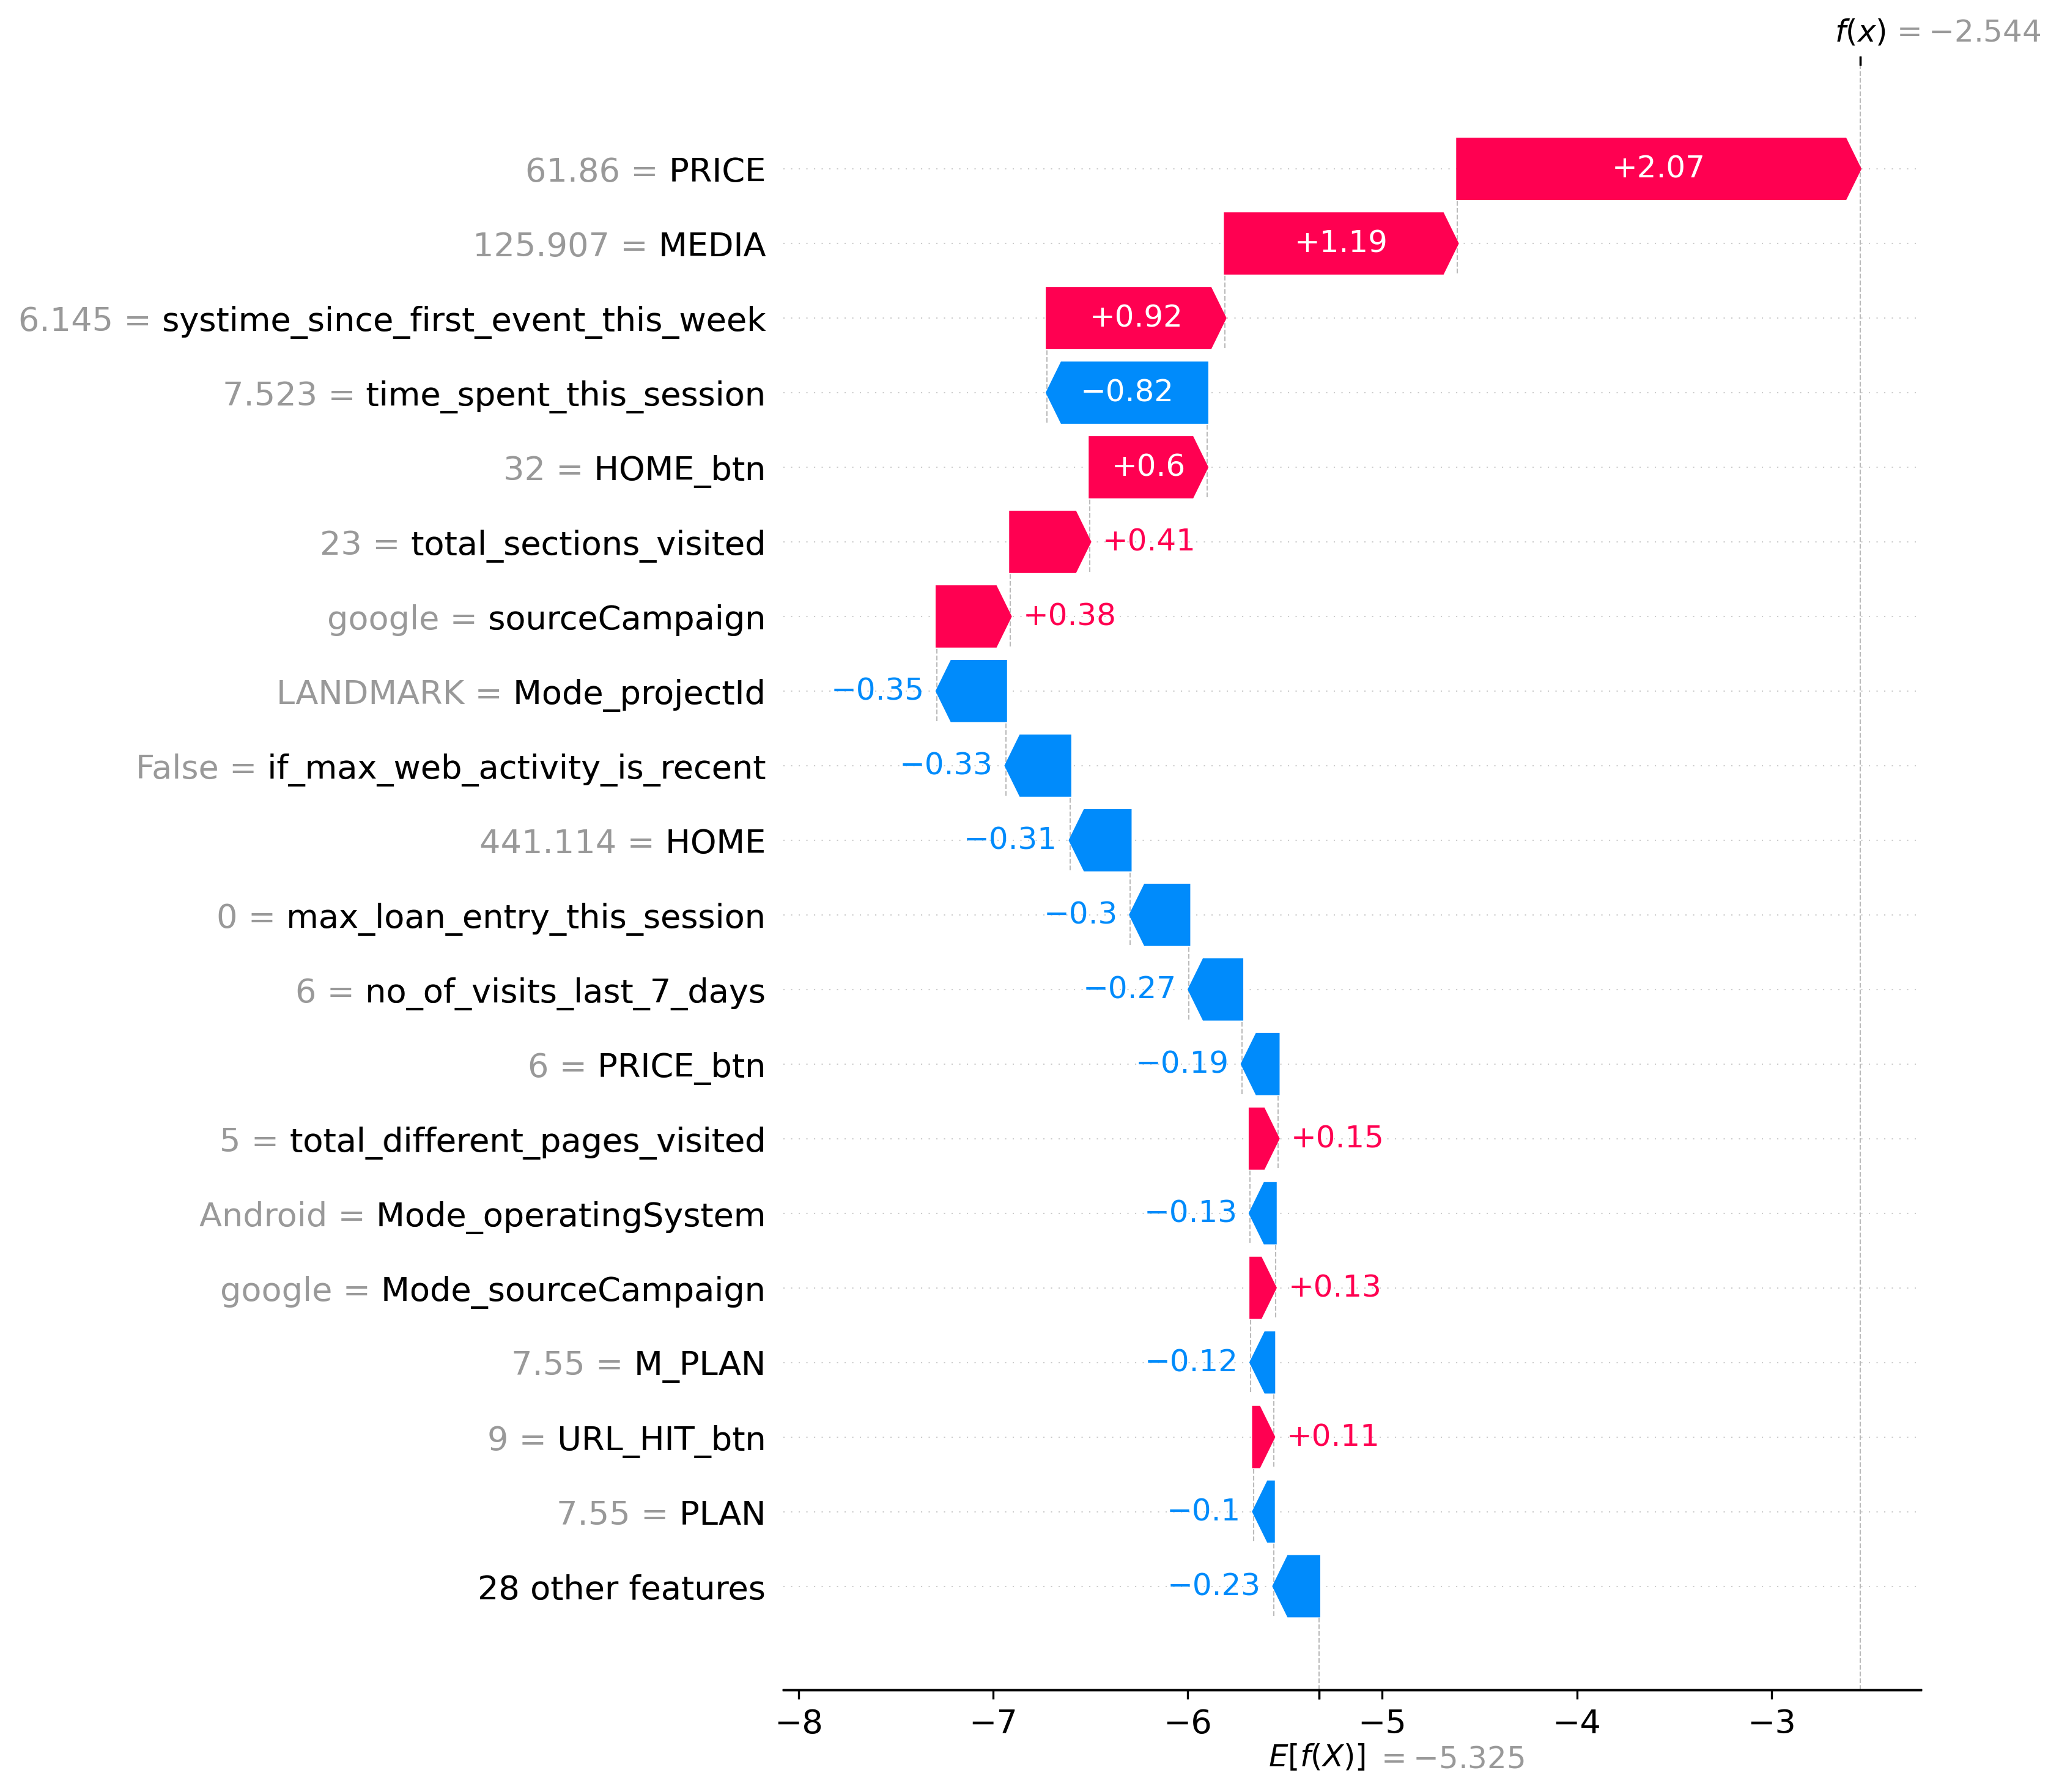 f(x) = −2.544
61.86 = PRICE +2.07
125.907 = MEDIA +1.19
6.145 = systime_since_first_event_this_week +0.92
7.523 = time_spent_this_session −0.82
32 = HOME_btn +0.6
23 = total_sections_visited +0.41
google = sourceCampaign +0.38
LANDMARK = Mode_projectId −0.35
False = if_max_web_activity_is_recent −0.33
441.114 = HOME −0.31
0 = max_loan_entry_this_session −0.3
6 = no_of_visits_last_7_days −0.27
6 = PRICE_btn −0.19
5 = total_different_pages_visited +0.15
Android = Mode_operatingSystem −0.13
google = Mode_sourceCampaign +0.13
7.55 = M_PLAN −0.12
9 = URL_HIT_btn +0.11
7.55 = PLAN −0.1
28 other features −0.23
−8 −7 −6 −5 −4 −3
E[f(X)] = −5.325